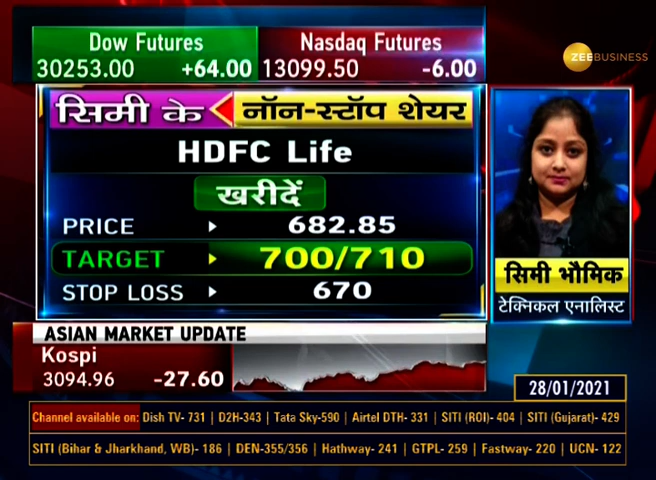 Dow Futures
30253.00 +64.00
Nasdaq Futures
13099.50 -6.00
ZEEBUSINESS
सिमी के नॉन-स्टॉप शेयर
HDFC Life
खरीदें
PRICE 682.85
TARGET 700/710
STOP LOSS 670
सिमी भौमिक
टेक्निकल एनालिस्ट
ASIAN MARKET UPDATE
Kospi
3094.96 -27.60
28/01/2021
Channel available on: Dish TV- 731 | D2H-343 | Tata Sky-590 | Airtel DTH- 331 | SITI (ROI)- 404 | SITI (Gujarat)- 429
SITI (Bihar & Jharkhand, WB)- 186 | DEN-355/356 | Hathway- 241 | GTPL- 259 | Fastway- 220 | UCN- 122